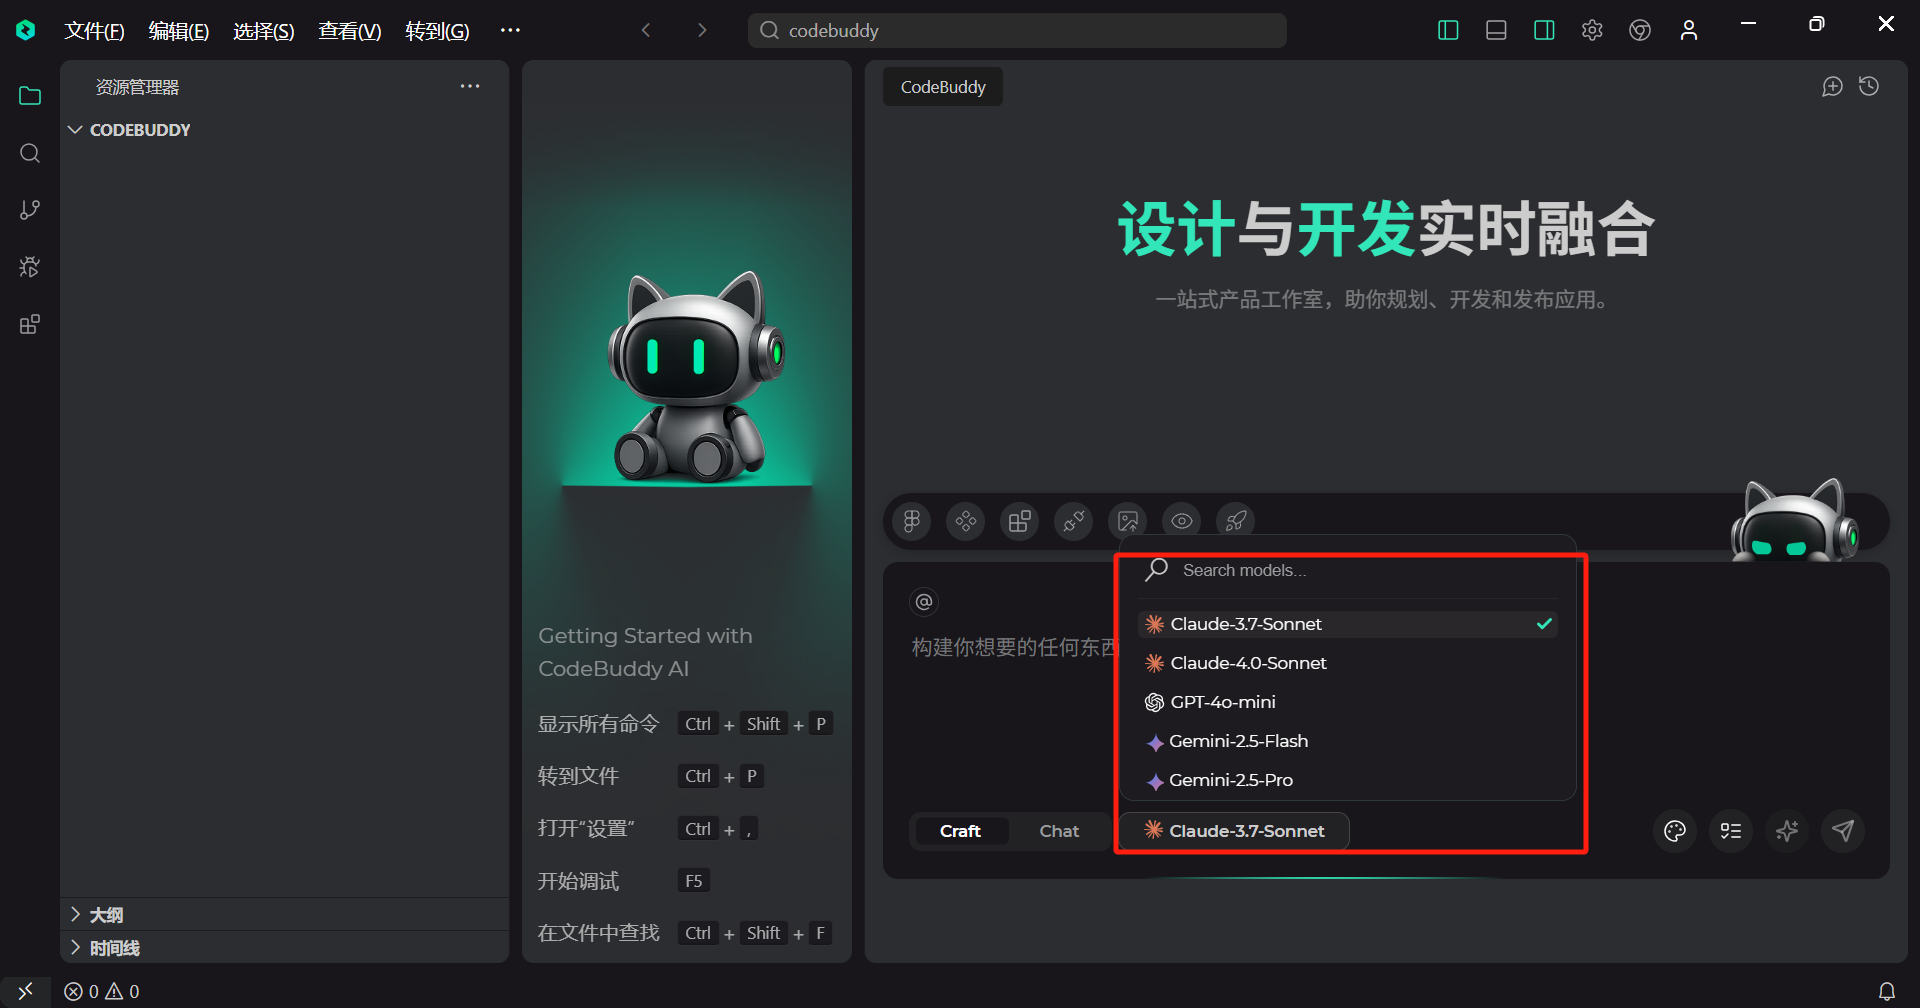 文件(F) 编辑(E) 选择(S) 查看(V) 转到(G) ···
codebuddy
资源管理器 ···
CODEBUDDY
大纲
时间线
Getting Started with
CodeBuddy AI
显示所有命令 Ctrl + Shift + P
转到文件 Ctrl + P
打开“设置” Ctrl + ,
开始调试 F5
在文件中查找 Ctrl + Shift + F
CodeBuddy
设计与开发实时融合
一站式产品工作室，助你规划、开发和发布应用。
@
构建你想要的任何东西
Search models...
Claude-3.7-Sonnet
Claude-4.0-Sonnet
GPT-4o-mini
Gemini-2.5-Flash
Gemini-2.5-Pro
Craft Chat Claude-3.7-Sonnet
0 0